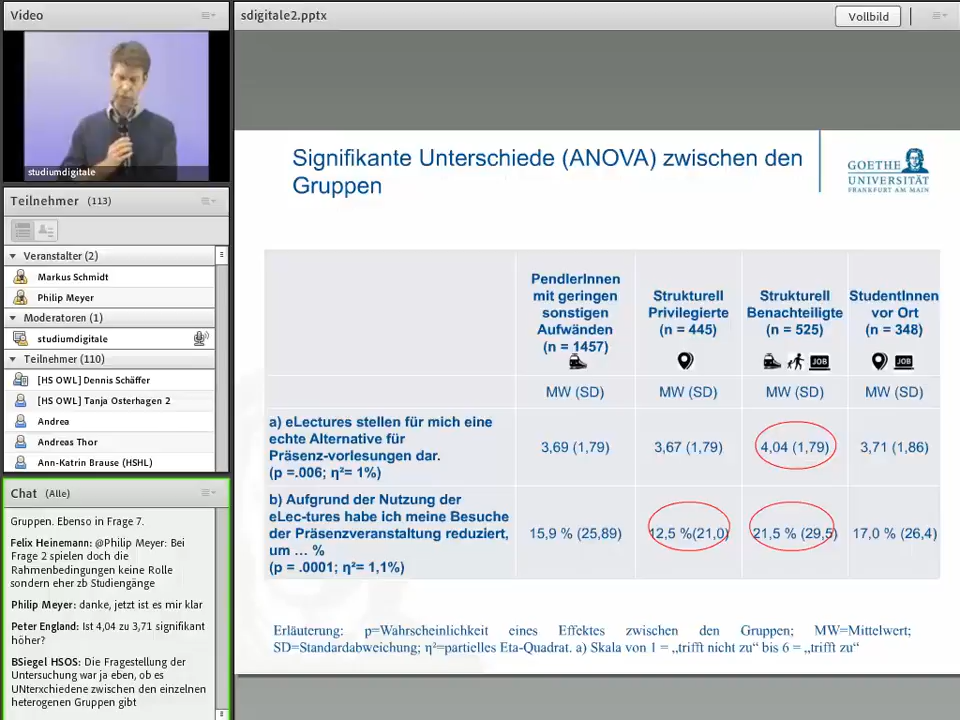 Video
studiumdigitale
Teilnehmer (113)
Veranstalter (2)
Markus Schmidt
Philip Meyer
Moderatoren (1)
studiumdigitale
Teilnehmer (110)
[HS OWL] Dennis Schäffer
[HS OWL] Tanja Osterhagen 2
Andrea
Andreas Thor
Ann-Katrin Brause (HSHL)
Chat (Alle)
Gruppen. Ebenso in Frage 7.
Felix Heinemann: @Philip Meyer: Bei
Frage 2 spielen doch die
Rahmenbedingungen keine Rolle
sondern eher zb Studiengänge
Philip Meyer: danke, jetzt ist es mir klar
Peter England: Ist 4,04 zu 3,71 signifikant
höher?
BSiegel HSOS: Die Fragestellung der
Untersuchung war ja eben, ob es
UNterxchiedene zwischen den einzelnen
heterogenen Gruppen gibt
sdigitale2.pptx
Vollbild
Signifikante Unterschiede (ANOVA) zwischen den
Gruppen
GOETHE
UNIVERSITÄT
FRANKFURT AM MAIN
PendlerInnen
mit geringen
sonstigen
Aufwänden
(n = 1457)
Strukturell
Privilegierte
(n = 445)
Strukturell
Benachteiligte
(n = 525)
JOB
StudentInnen
vor Ort
(n = 348)
JOB
MW (SD) MW (SD) MW (SD) MW (SD)
a) eLectures stellen für mich eine
echte Alternative für
Präsenz-vorlesungen dar.
(p =.006; η²= 1%)
3,69 (1,79) 3,67 (1,79) 4,04 (1,79) 3,71 (1,86)
b) Aufgrund der Nutzung der
eLec-tures habe ich meine Besuche
der Präsenzveranstaltung reduziert,
um ... %
(p = .0001; η²= 1,1%)
15,9 % (25,89) 12,5 %(21,0) 21,5 % (29,5) 17,0 % (26,4)
Erläuterung: p=Wahrscheinlichkeit eines Effektes zwischen den Gruppen; MW=Mittelwert;
SD=Standardabweichung; η²=partielles Eta-Quadrat. a) Skala von 1 = „trifft nicht zu“ bis 6 = „trifft zu“